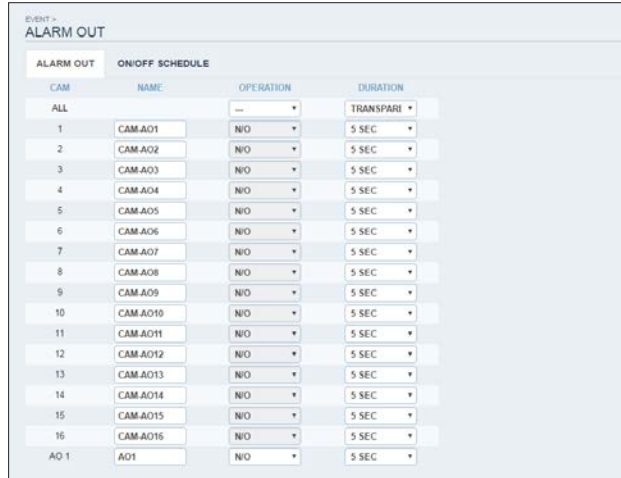 EVENT >
ALARM OUT
ALARM OUT ON/OFF SCHEDULE
CAM NAME OPERATION DURATION
ALL --- TRANSPARI
1 CAM-AO1 N/O 5 SEC
2 CAM-AO2 N/O 5 SEC
3 CAM-AO3 N/O 5 SEC
4 CAM-AO4 N/O 5 SEC
5 CAM-AO5 N/O 5 SEC
6 CAM-AO6 N/O 5 SEC
7 CAM-AO7 N/O 5 SEC
8 CAM-AO8 N/O 5 SEC
9 CAM-AO9 N/O 5 SEC
10 CAM-AO10 N/O 5 SEC
11 CAM-AO11 N/O 5 SEC
12 CAM-AO12 N/O 5 SEC
13 CAM-AO13 N/O 5 SEC
14 CAM-AO14 N/O 5 SEC
15 CAM-AO15 N/O 5 SEC
16 CAM-AO16 N/O 5 SEC
AO 1 AO1 N/O 5 SEC